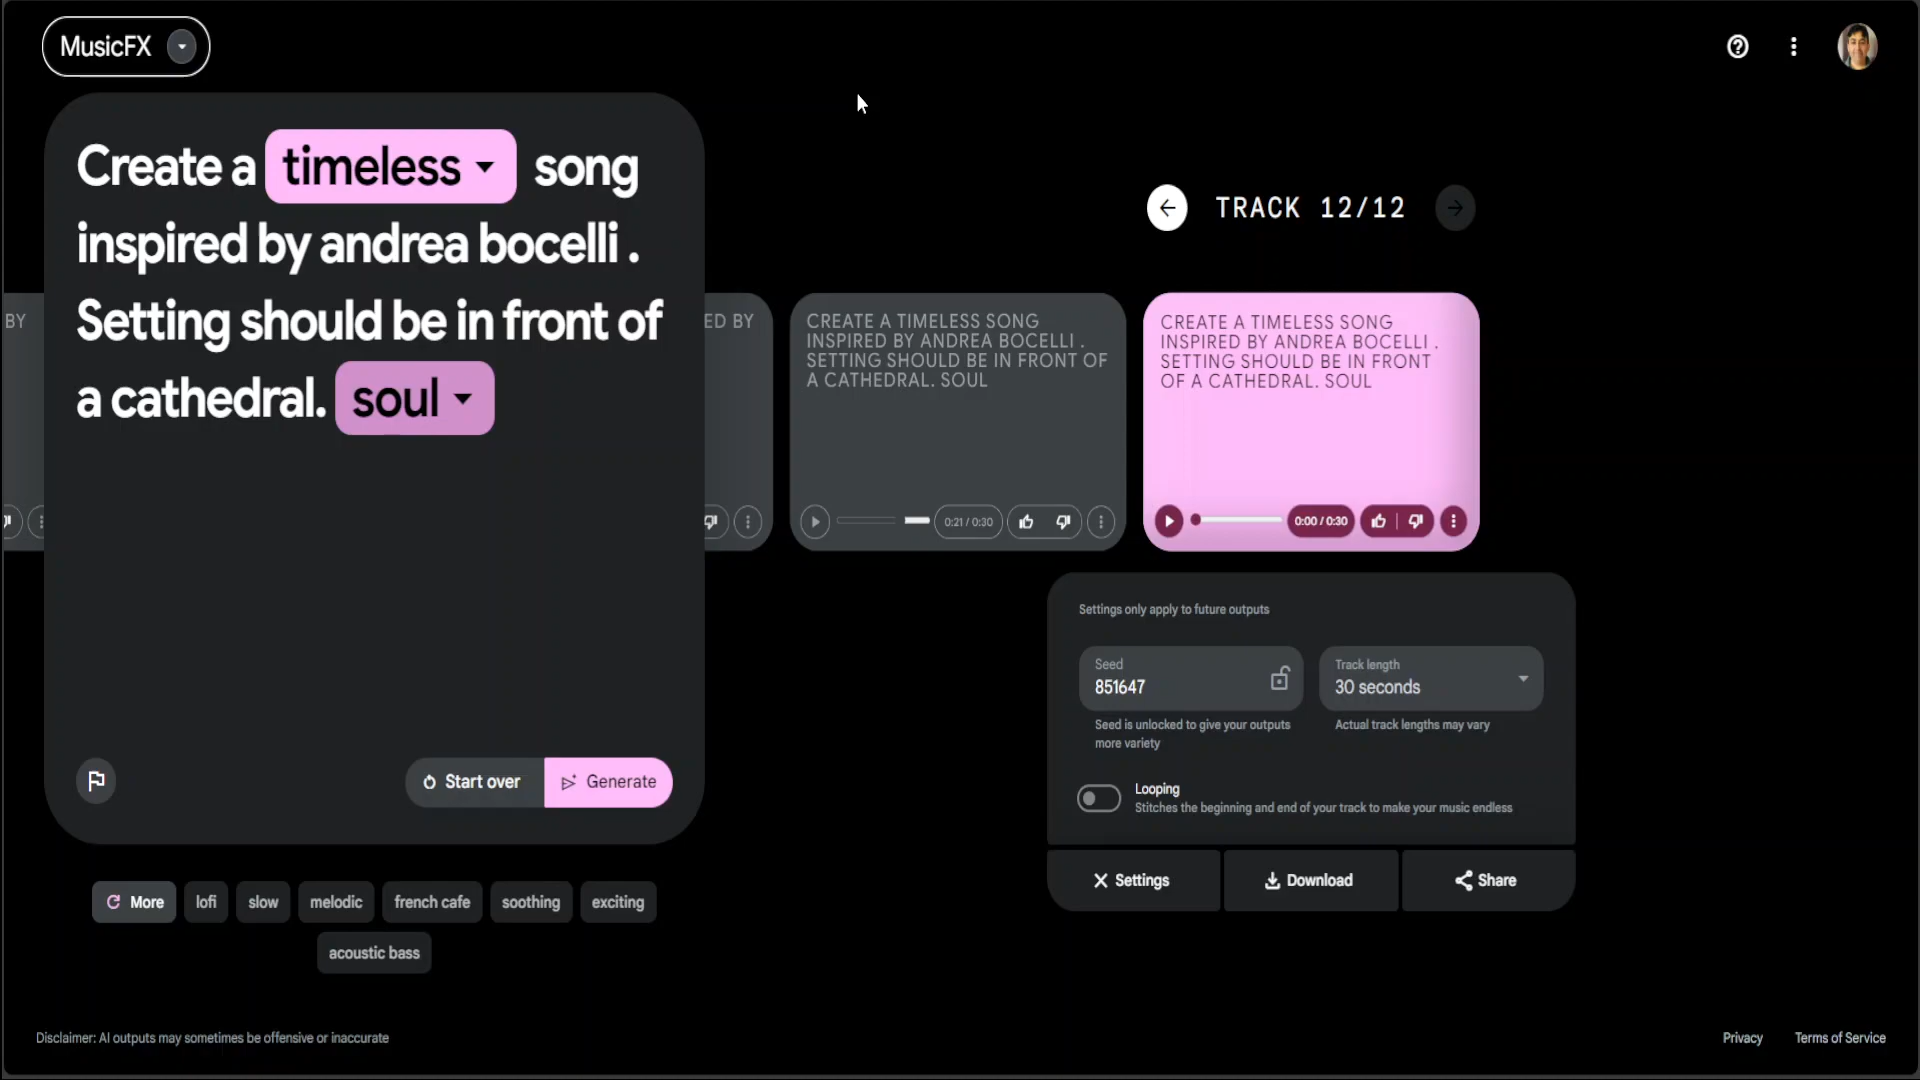 MusicFX
Create a timeless song
inspired by andrea bocelli .
Setting should be in front of
a cathedral. soul
Start over
Generate
More
lofi
slow
melodic
french cafe
soothing
exciting
acoustic bass
TRACK 12/12
BY
ED BY
CREATE A TIMELESS SONG
INSPIRED BY ANDREA BOCELLI .
SETTING SHOULD BE IN FRONT OF
A CATHEDRAL. SOUL
0:21 / 0:30
CREATE A TIMELESS SONG
INSPIRED BY ANDREA BOCELLI .
SETTING SHOULD BE IN FRONT
OF A CATHEDRAL. SOUL
0:00 / 0:30
Settings only apply to future outputs
Seed
851647
Seed is unlocked to give your outputs
more variety
Track length
30 seconds
Actual track lengths may vary
Looping
Stitches the beginning and end of your track to make your music endless
Settings
Download
Share
Disclaimer: AI outputs may sometimes be offensive or inaccurate
Privacy
Terms of Service